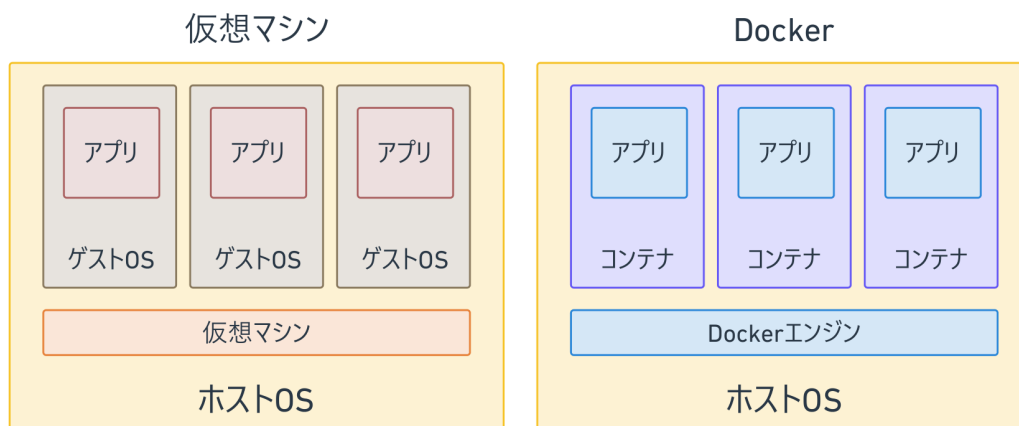 仮想マシン
アプリ
アプリ
アプリ
ゲストOS
ゲストOS
ゲストOS
仮想マシン
ホストOS
Docker
アプリ
アプリ
アプリ
コンテナ
コンテナ
コンテナ
Dockerエンジン
ホストOS